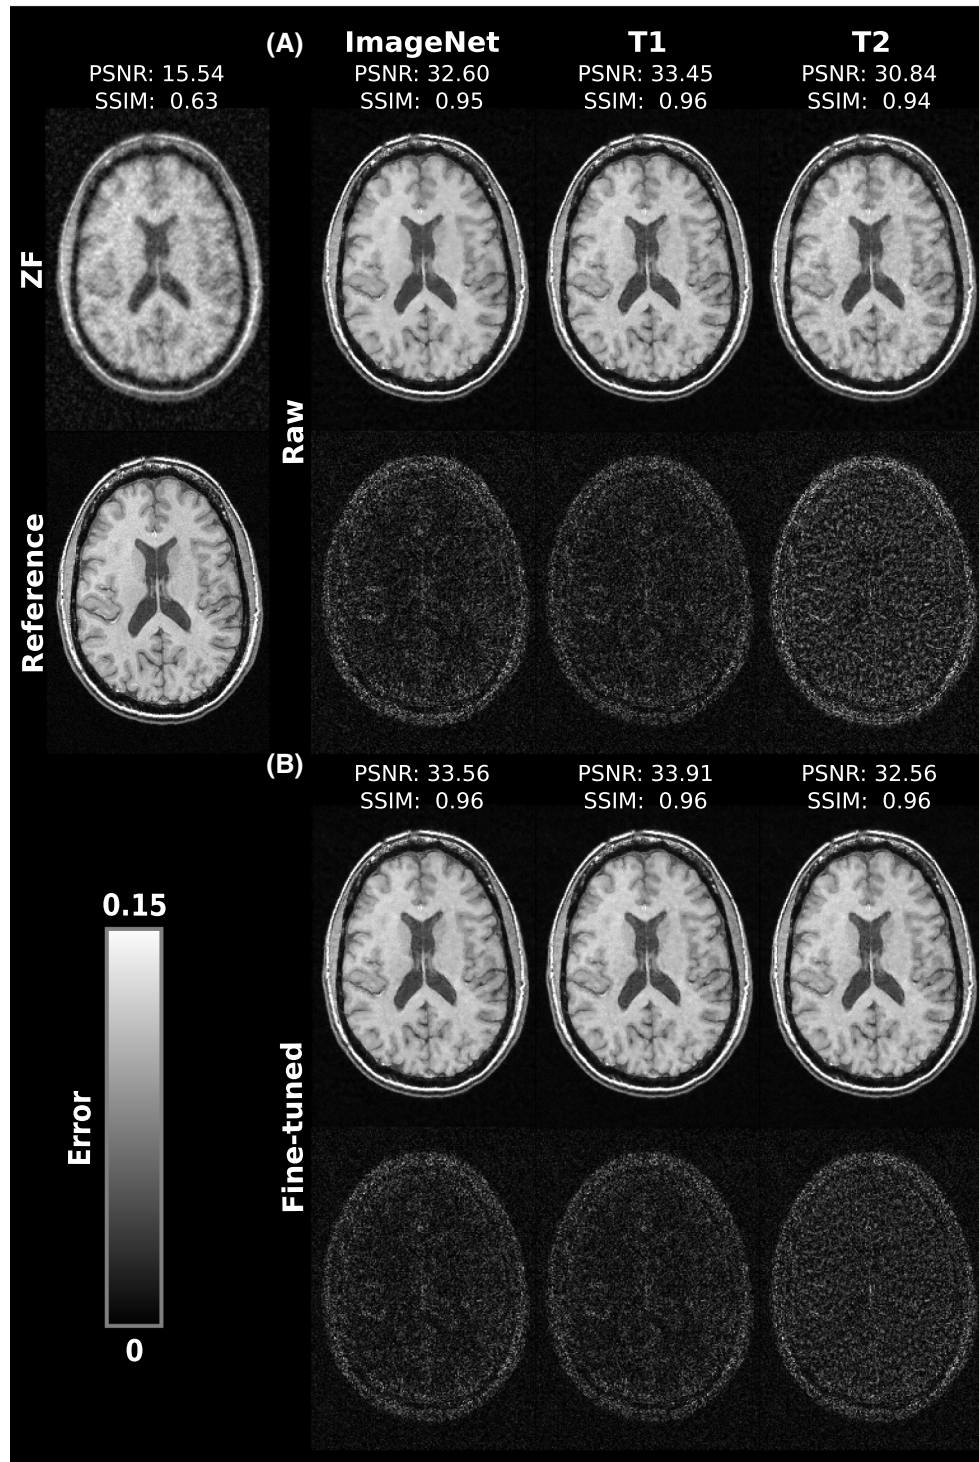 (A)
ImageNet
T1
T2
PSNR: 15.54
SSIM: 0.63
PSNR: 32.60
SSIM: 0.95
PSNR: 33.45
SSIM: 0.96
PSNR: 30.84
SSIM: 0.94
ZF
Raw
Reference
(B)
PSNR: 33.56
SSIM: 0.96
PSNR: 33.91
SSIM: 0.96
PSNR: 32.56
SSIM: 0.96
0.15
Error
0
Fine-tuned